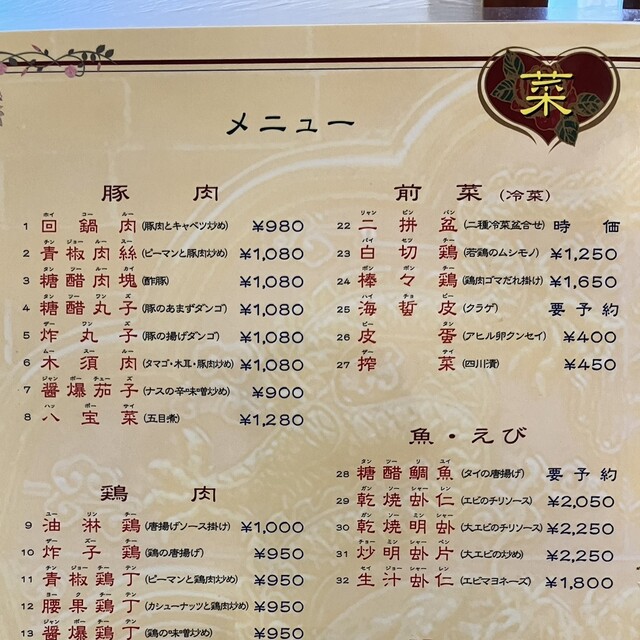 菜
メニュー
豚肉
1 回鍋肉 (豚肉とキャベツ炒め) ¥980
2 青椒肉絲 (ピーマンと豚肉炒め) ¥1,080
3 糖醋肉塊 (酢豚) ¥1,080
4 糖醋丸子 (豚のあまずダンゴ) ¥1,080
5 炸丸子 (豚の揚げダンゴ) ¥1,080
6 木須肉 (タマゴ・木耳・豚肉炒め) ¥1,080
7 醤爆茄子 (ナスの辛味噌炒め) ¥900
8 八宝菜 (五目煮) ¥1,280
鶏肉
9 油淋鶏 (唐揚げソース掛け) ¥1,000
10 炸子鶏 (鶏の唐揚げ) ¥950
11 青椒鶏丁 (ピーマンと鶏肉炒め) ¥950
12 腰果鶏丁 (カシューナッツと鶏肉炒め) ¥950
13 醤爆鶏丁 (鶏の味噌炒め) ¥950
前菜 (冷菜)
22 二拼盆 (二種冷菜盆合せ) 時価
23 白切鶏 (若鶏のムシモノ) ¥1,250
24 棒々鶏 (鶏肉ゴマだれ掛け) ¥1,650
25 海蜇皮 (クラゲ) 要予約
26 皮蛋 (アヒル卵クンセイ) ¥400
27 搾菜 (四川漬) ¥450
魚・えび
28 糖醋鯛魚 (タイの唐揚げ) 要予約
29 乾焼蝦仁 (エビのチリソース) ¥2,050
30 乾焼明蝦 (大エビのチリソース) ¥2,250
31 炒明蝦片 (大エビの炒め) ¥2,250
32 生汁蝦仁 (エビマヨネーズ) ¥1,800